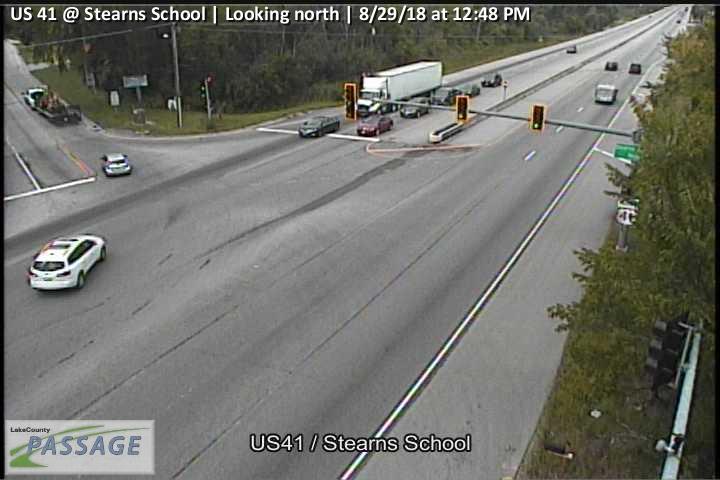 US 41 @ Stearns School | Looking north | 8/29/18 at 12:48 PM
US41 / Stearns School
LakeCounty
PASSAGE